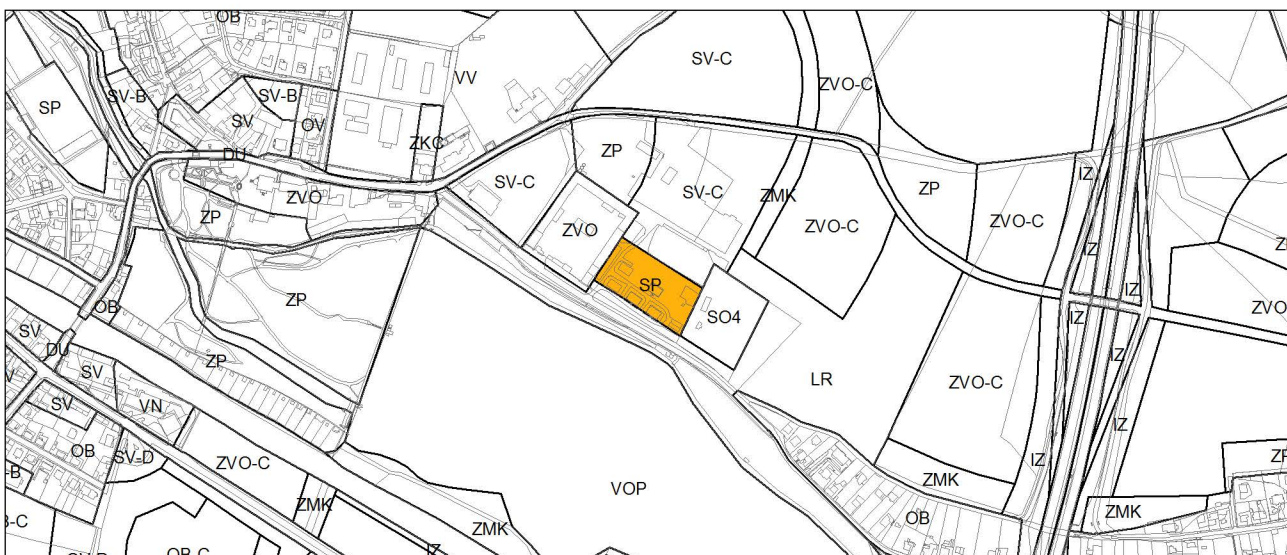 OB
SV-C
VV
ZVO-C
SP
SV-B
SV-B
SV
OV
ZKC
DU
ZP
SV-C
SV-C
ZMK
ZP
IZ
ZVO
ZP
ZVO
ZVO-C
ZVO-C
IZ
SP
IZ
OB
ZP
SO4
IZ
ZVO
SV
DU
ZP
SV
LR
ZVO-C
IZ
VN
SV
OB
SV-D
ZVO-C
IZ
IZ
VOP
ZMK
ZMK
ZMK
OB
ZMK
OB-C
IZ